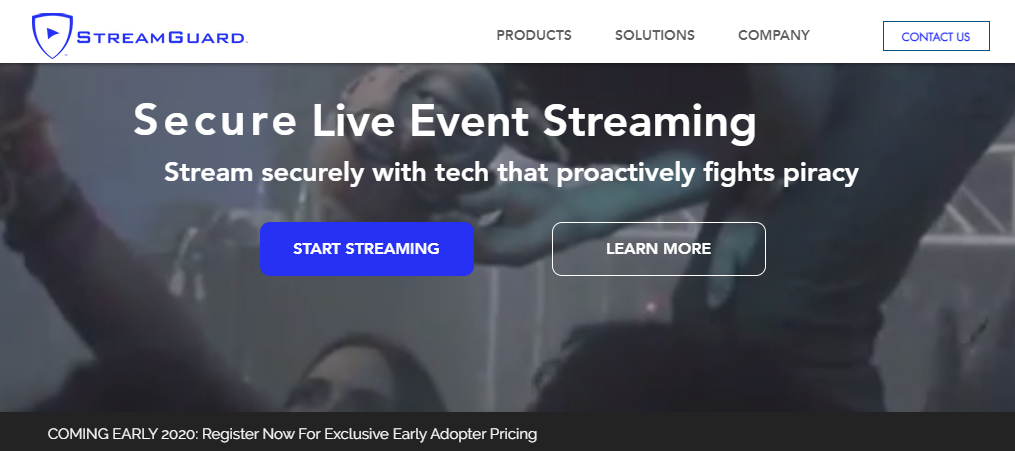 STREAMGUARD
PRODUCTS SOLUTIONS COMPANY CONTACT US
Secure Live Event Streaming
Stream securely with tech that proactively fights piracy
START STREAMING LEARN MORE
COMING EARLY 2020: Register Now For Exclusive Early Adopter Pricing